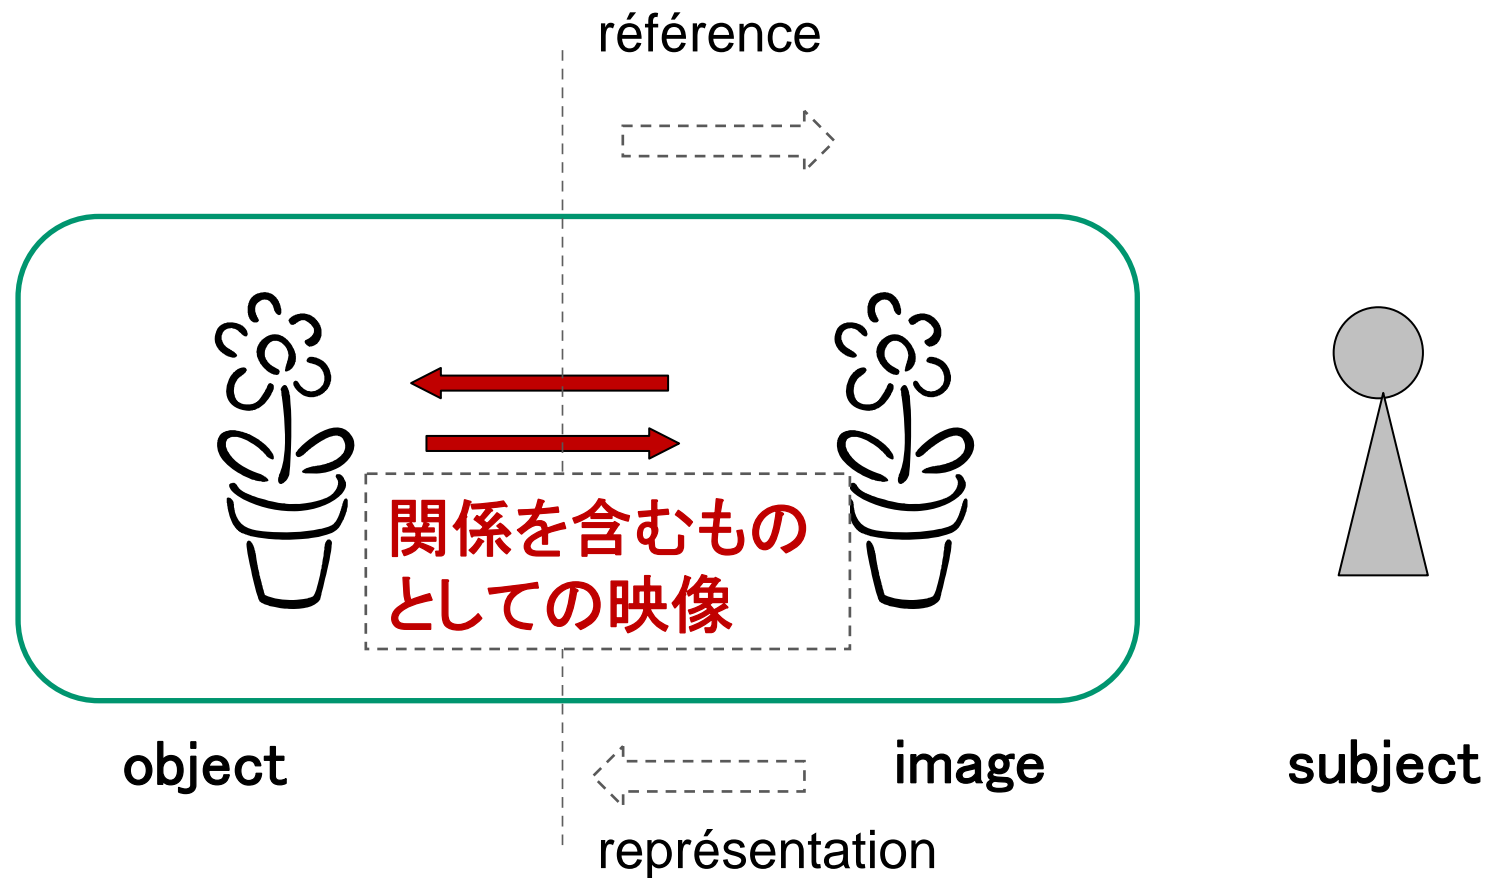 référence
関係を含むもの
としての映像
object
image
subject
représentation